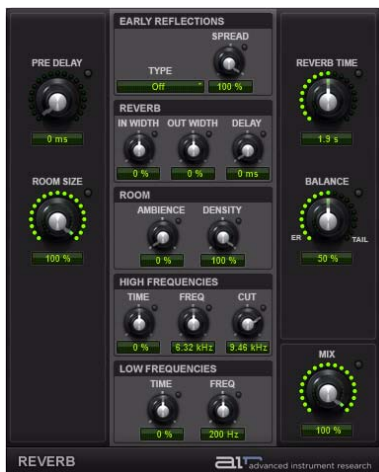 EARLY REFLECTIONS
SPREAD
TYPE
Off
100 %
PRE DELAY
0 ms
ROOM SIZE
100 %
REVERB
IN WIDTH OUT WIDTH DELAY
0 % 0 % 0 ms
ROOM
AMBIENCE DENSITY
0 % 100 %
HIGH FREQUENCIES
TIME FREQ CUT
0 % 6.32 kHz 9.46 kHz
LOW FREQUENCIES
TIME FREQ
0 % 200 Hz
REVERB TIME
1.9 s
BALANCE
ER TAIL
50 %
MIX
100 %
REVERB
air advanced instrument research